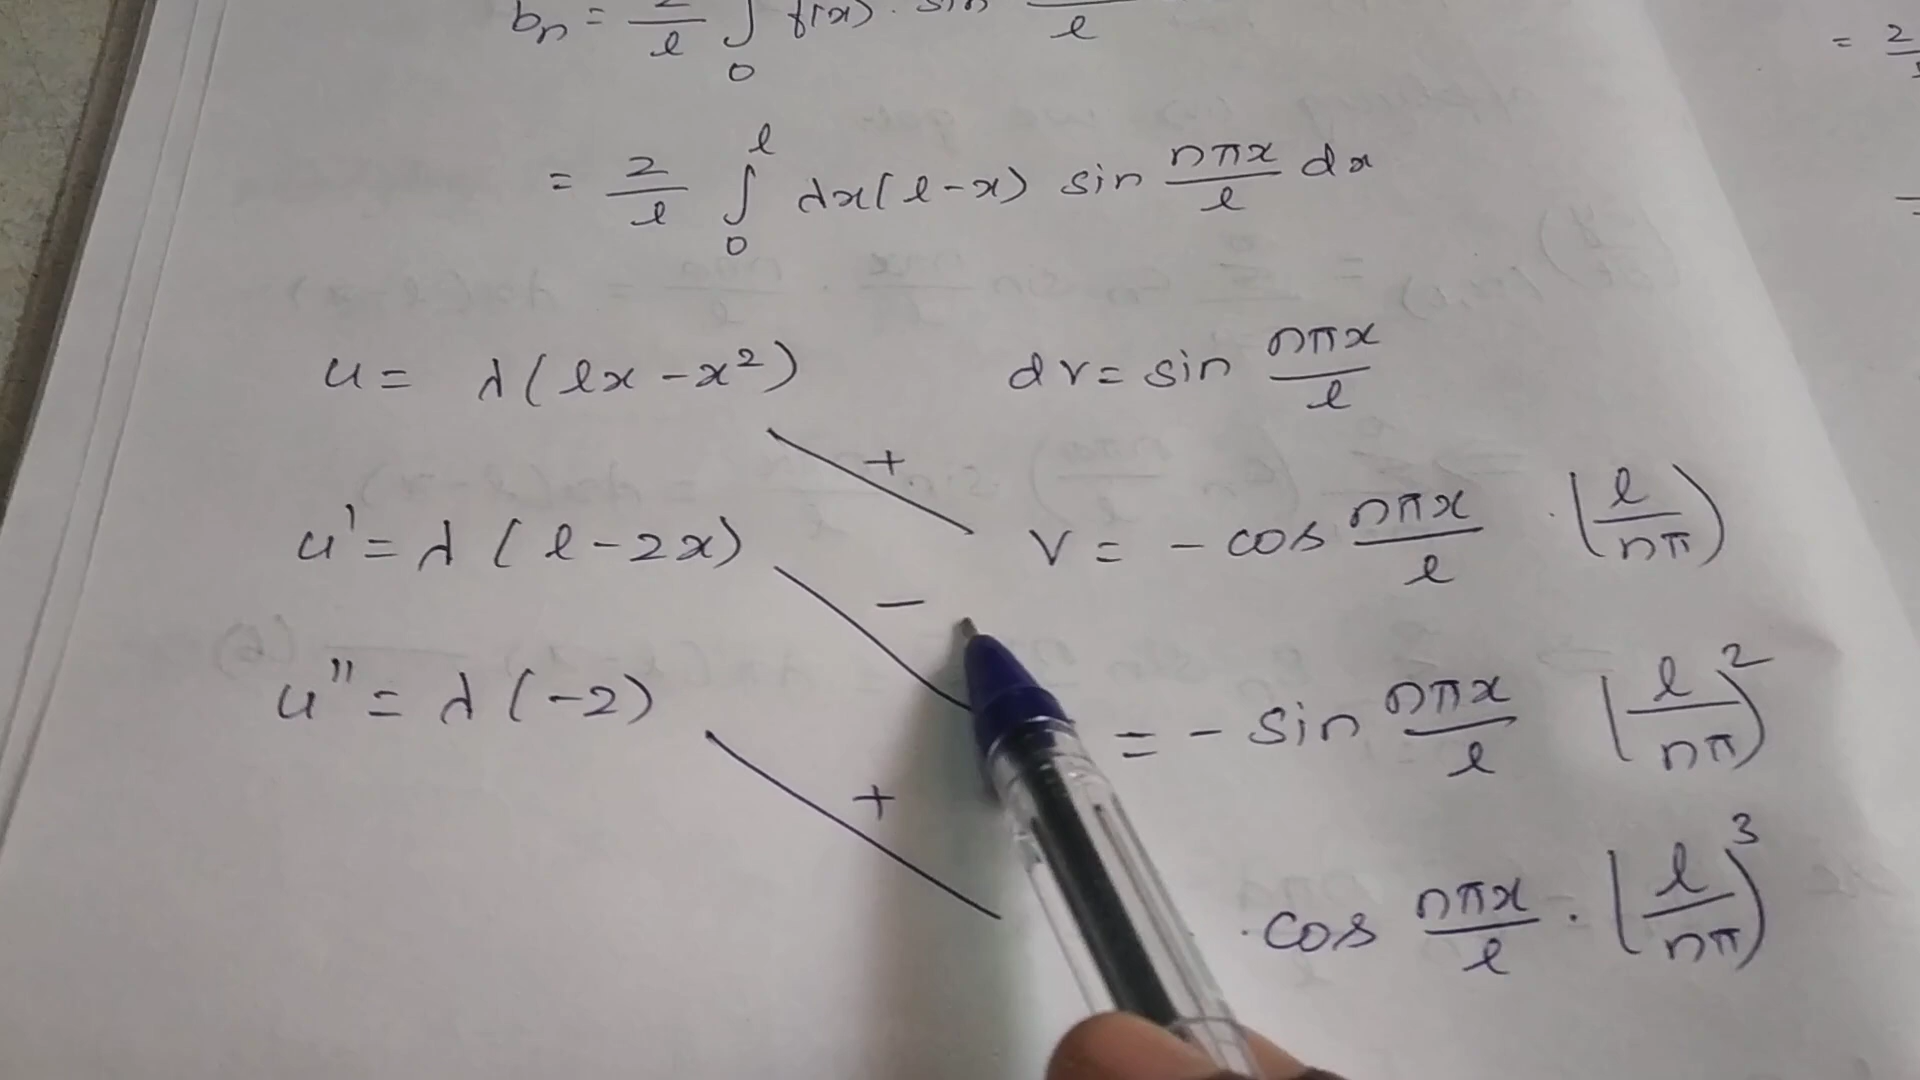 bn = 2/l ∫0 f(x) · sin /l
= 2/l ∫0^l λx(l-x) sin nπx/l dx
u = λ(lx-x²) dv = sin nπx/l
+
u' = λ(l-2x) v = -cos nπx/l · (l/nπ)
-
u'' = λ(-2) = -sin nπx/l (l/nπ)²
+
cos nπx/l · (l/nπ)³
= 2